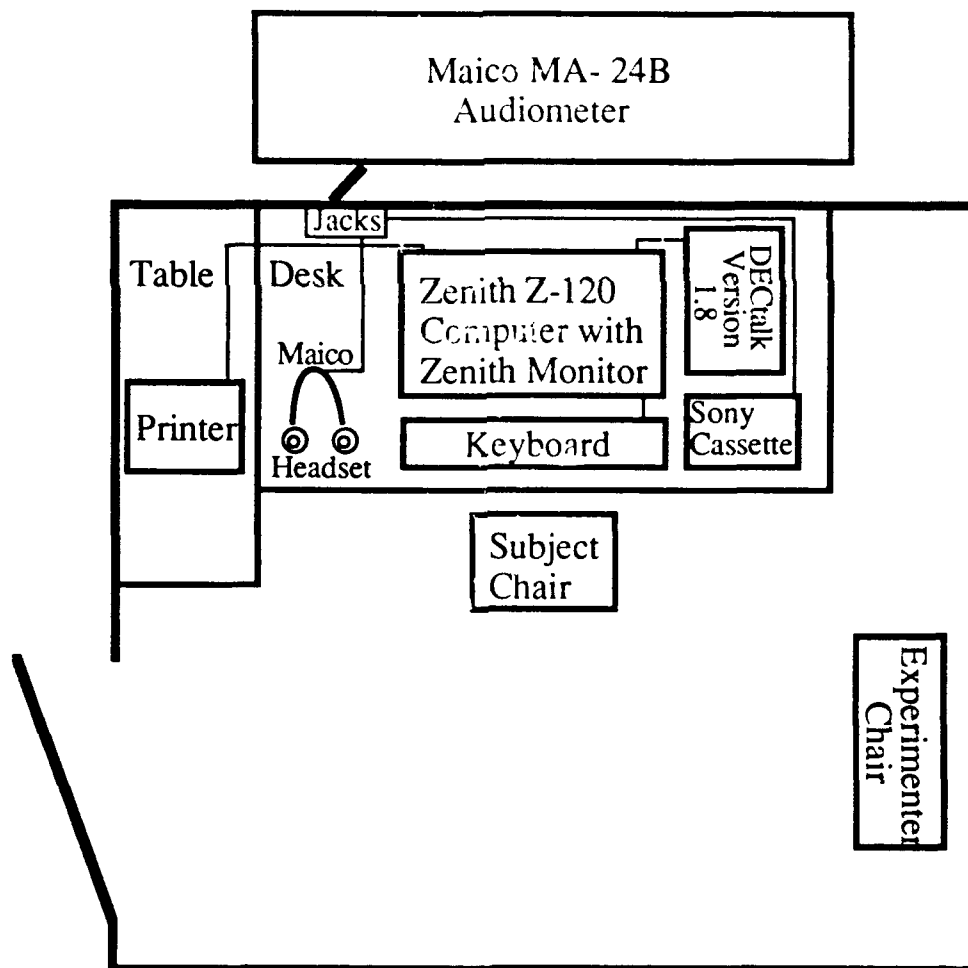 Maico MA- 24B
Audiometer
Jacks
Table
Desk
Zenith Z-120
Computer with
Zenith Monitor
DECtalk
Version
1.8
Maico
Headset
Printer
Keyboard
Sony
Cassette
Subject
Chair
Experimenter
Chair